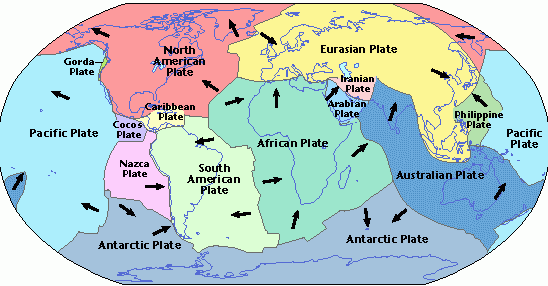 North
American
Plate
Eurasian Plate
Gorda
Plate
Iranian
Plate
Arabian
Plate
Caribbean
Plate
Cocos
Plate
Philippine
Plate
Pacific Plate
African Plate
Pacific
Plate
Nazca
Plate
South
American
Plate
Australian Plate
Antarctic Plate
Antarctic Plate